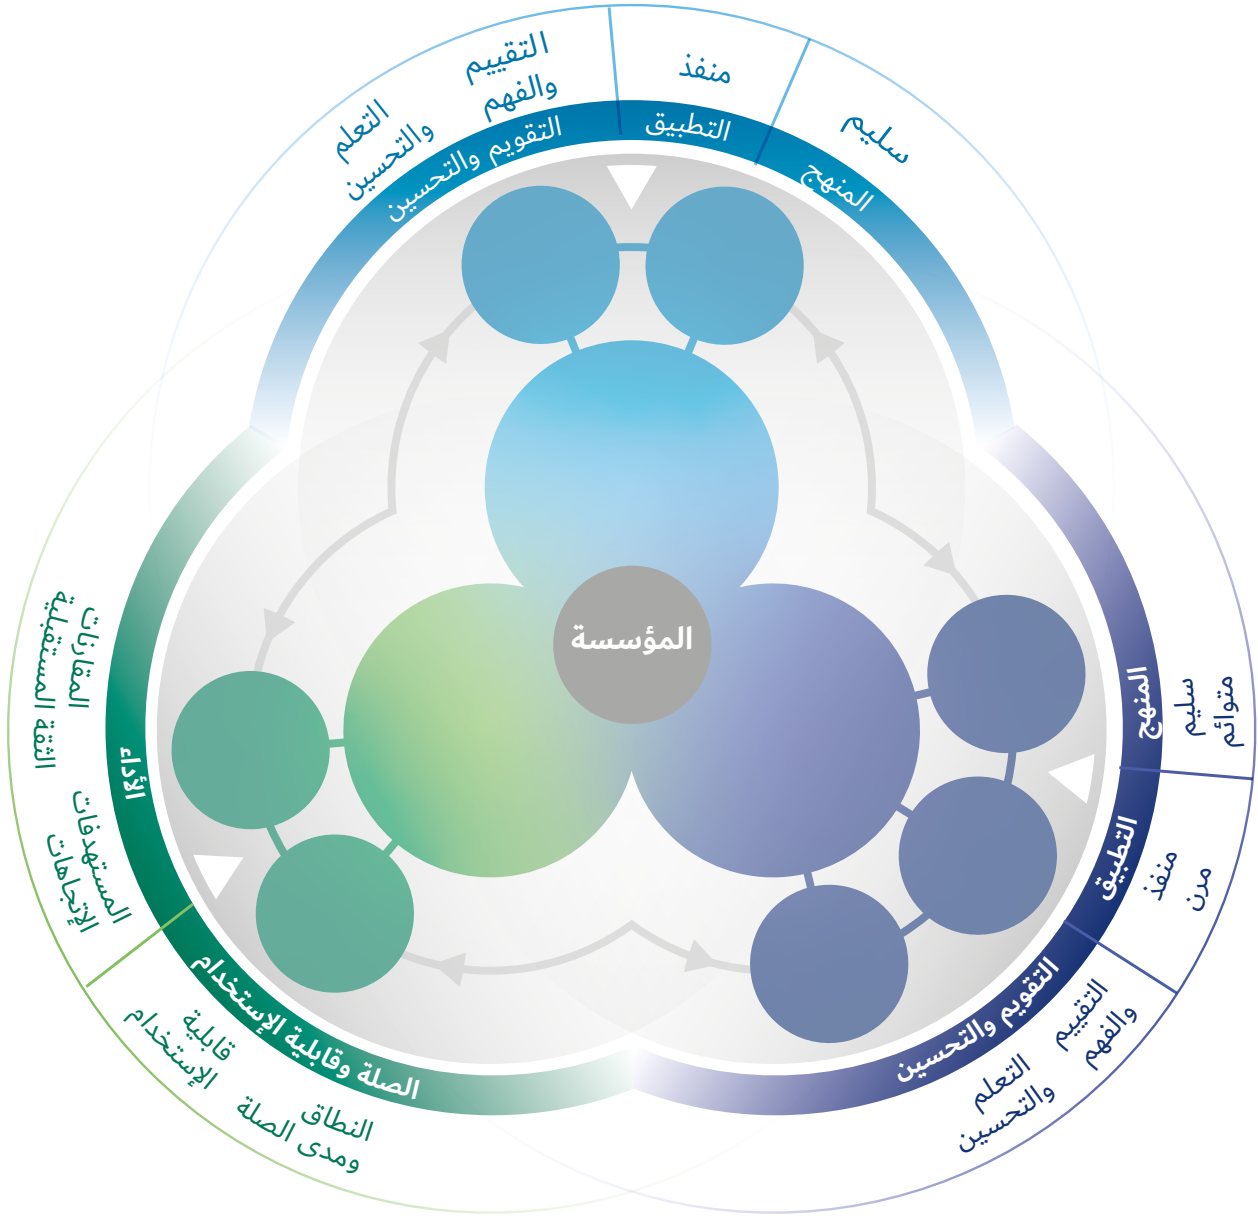 سليم
المنهج
منفذ
التطبيق
التقييم
والفهم
التعلم
والتحسين
التقويم والتحسين
المؤسسة
متوائم
سليم
المنهج
مدن
منفذ
التطبيق
التقييم
والفهم
التعلم
والتحسين
التقويم والتحسين
المقارنات
الثقة المستقبلية
المستهدفات
الإتجاهات
الأداء
قابلية
الإستخدام
النطاق
ومدى الصلة
الصلة وقابلية الإستخدام